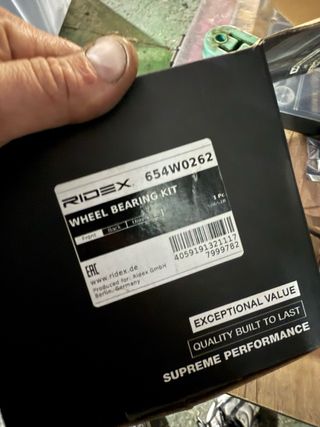 RIDEX 654W0262
WHEEL BEARING KIT
1 Pc
Front Back
www.ridex.de
Produced for: Ridex GmbH
Berlin, Germany
EAC
4059191321117
7999782
EXCEPTIONAL VALUE
QUALITY BUILT TO LAST
SUPREME PERFORMANCE